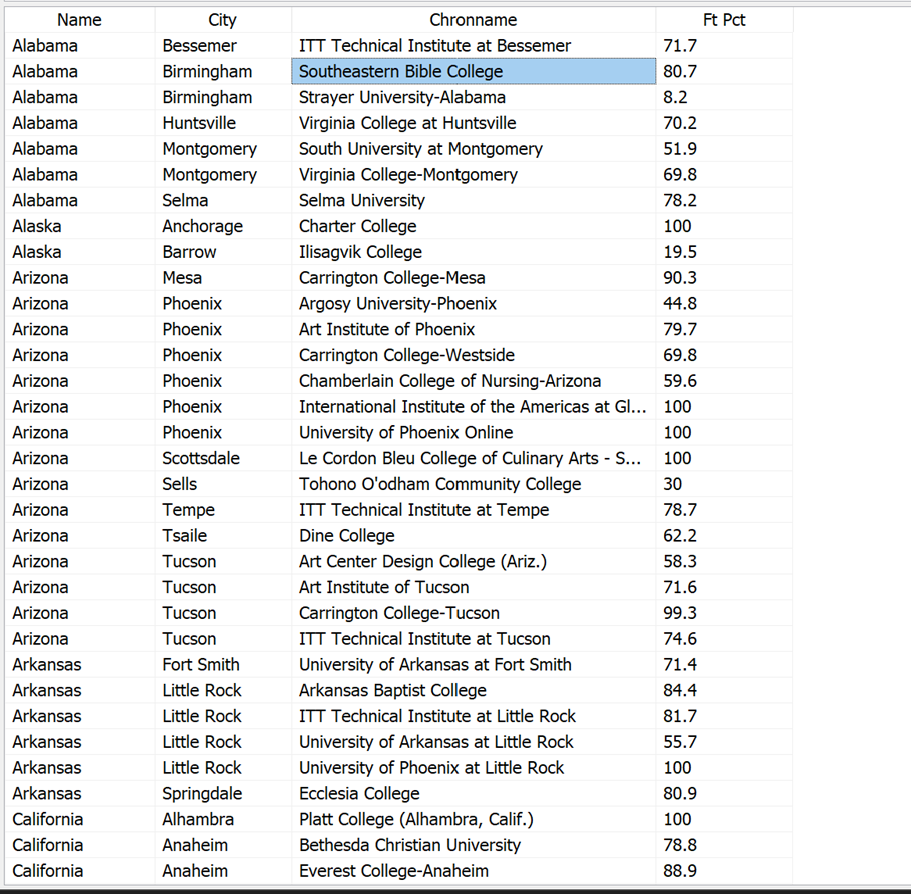 Name City Chronname Ft Pct
Alabama Bessemer ITT Technical Institute at Bessemer 71.7
Alabama Birmingham Southeastern Bible College 80.7
Alabama Birmingham Strayer University-Alabama 8.2
Alabama Huntsville Virginia College at Huntsville 70.2
Alabama Montgomery South University at Montgomery 51.9
Alabama Montgomery Virginia College-Montgomery 69.8
Alabama Selma Selma University 78.2
Alaska Anchorage Charter College 100
Alaska Barrow Ilisagvik College 19.5
Arizona Mesa Carrington College-Mesa 90.3
Arizona Phoenix Argosy University-Phoenix 44.8
Arizona Phoenix Art Institute of Phoenix 79.7
Arizona Phoenix Carrington College-Westside 69.8
Arizona Phoenix Chamberlain College of Nursing-Arizona 59.6
Arizona Phoenix International Institute of the Americas at Gl... 100
Arizona Phoenix University of Phoenix Online 100
Arizona Scottsdale Le Cordon Bleu College of Culinary Arts - S... 100
Arizona Sells Tohono O'odham Community College 30
Arizona Tempe ITT Technical Institute at Tempe 78.7
Arizona Tsaile Dine College 62.2
Arizona Tucson Art Center Design College (Ariz.) 58.3
Arizona Tucson Art Institute of Tucson 71.6
Arizona Tucson Carrington College-Tucson 99.3
Arizona Tucson ITT Technical Institute at Tucson 74.6
Arkansas Fort Smith University of Arkansas at Fort Smith 71.4
Arkansas Little Rock Arkansas Baptist College 84.4
Arkansas Little Rock ITT Technical Institute at Little Rock 81.7
Arkansas Little Rock University of Arkansas at Little Rock 55.7
Arkansas Little Rock University of Phoenix at Little Rock 100
Arkansas Springdale Ecclesia College 80.9
California Alhambra Platt College (Alhambra, Calif.) 100
California Anaheim Bethesda Christian University 78.8
California Anaheim Everest College-Anaheim 88.9